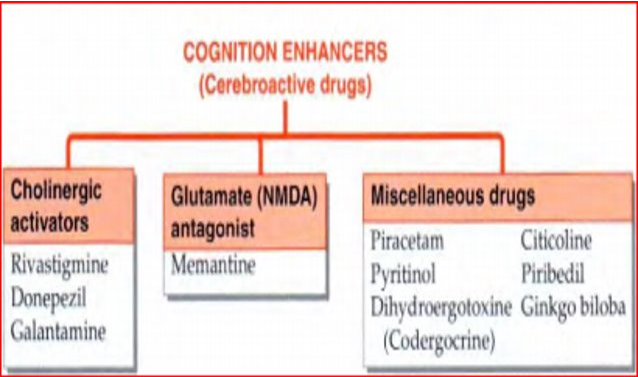 COGNITION ENHANCERS
(Cerebroactive drugs)
Cholinergic
activators
Rivastigmine
Donepezil
Galantamine
Glutamate (NMDA)
antagonist
Memantine
Miscellaneous drugs
Piracetam Citicoline
Pyritinol Piribedil
Dihydroergotoxine Ginkgo biloba
(Codergocrine)